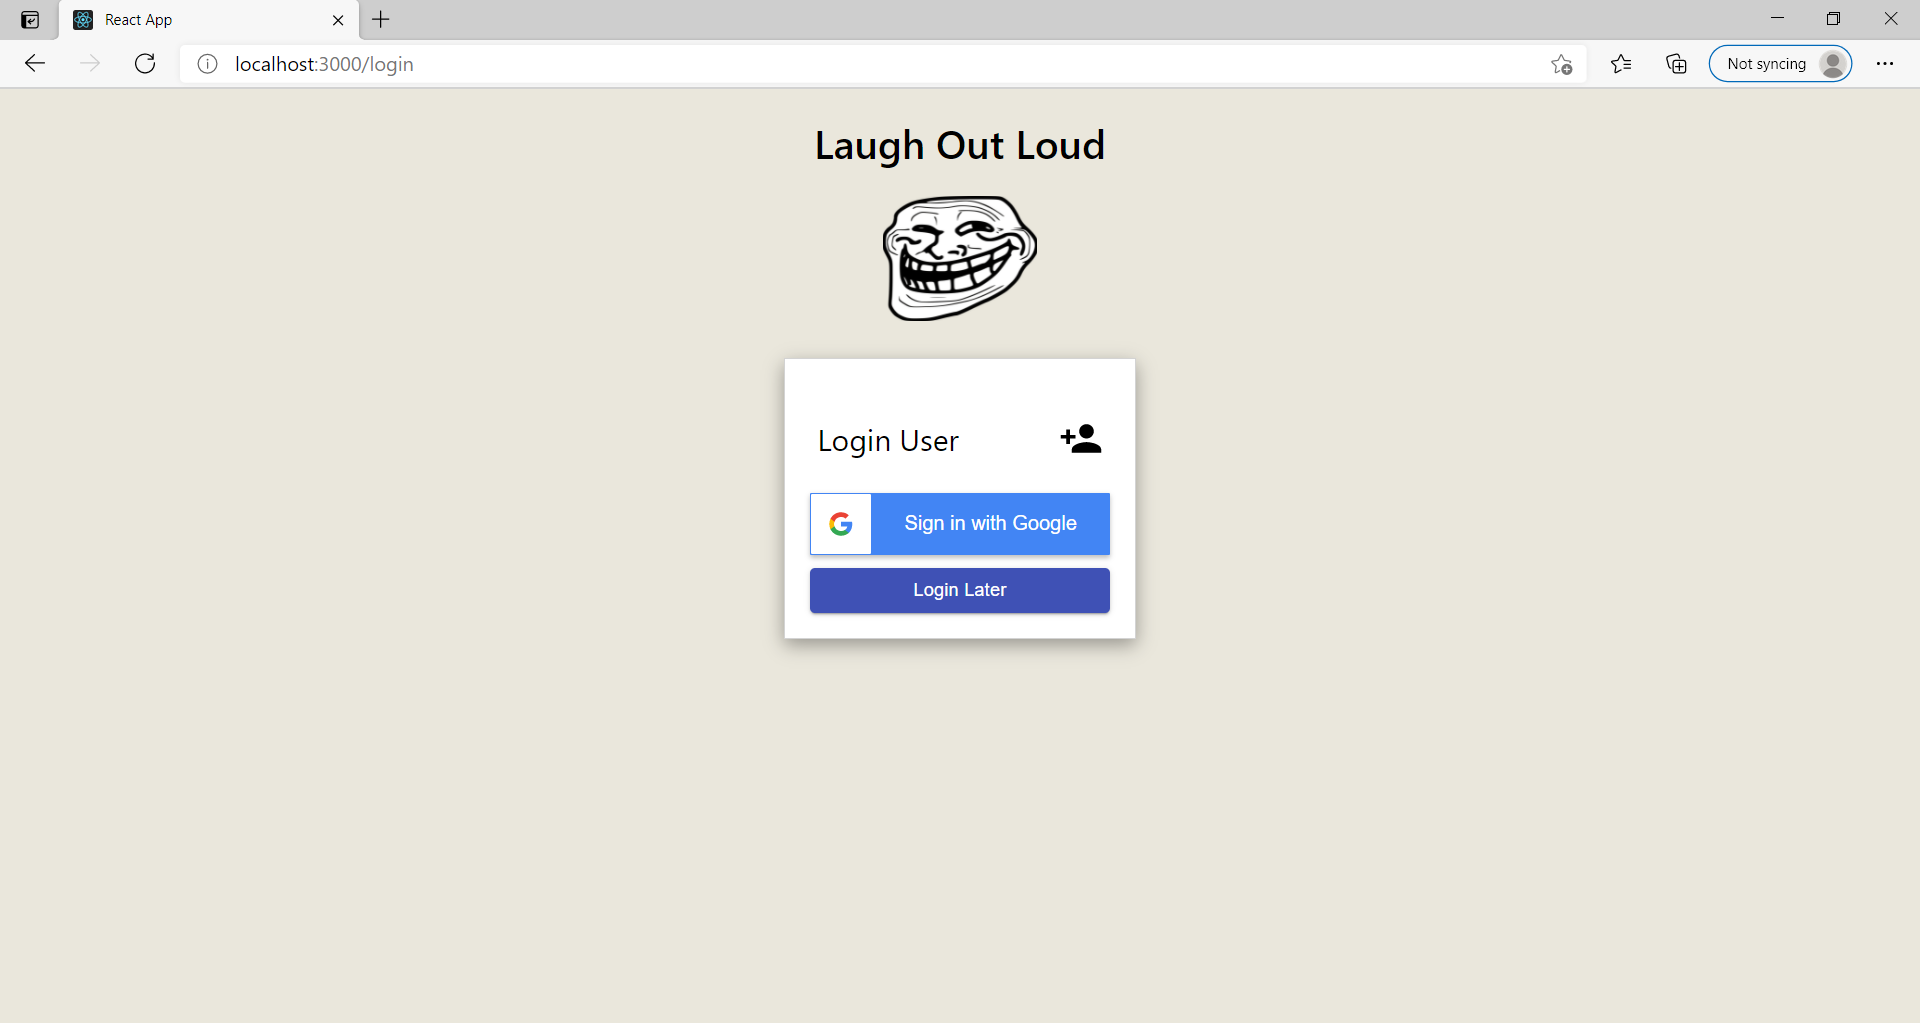 React App
localhost:3000/login
Not syncing
Laugh Out Loud
Login User
Sign in with Google
Login Later